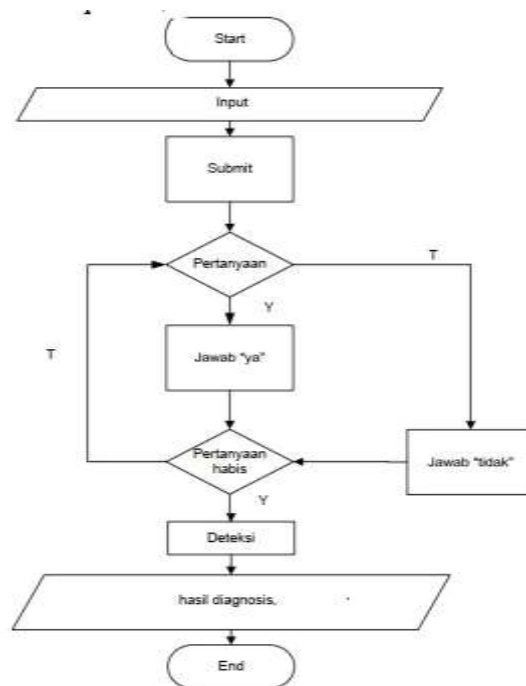 Start
Input
Submit
Pertanyaan
T
Y
Jawab "ya"
T
Pertanyaan
habis
Jawab "tidak"
Y
Deteksi
hasil diagnosis,
End